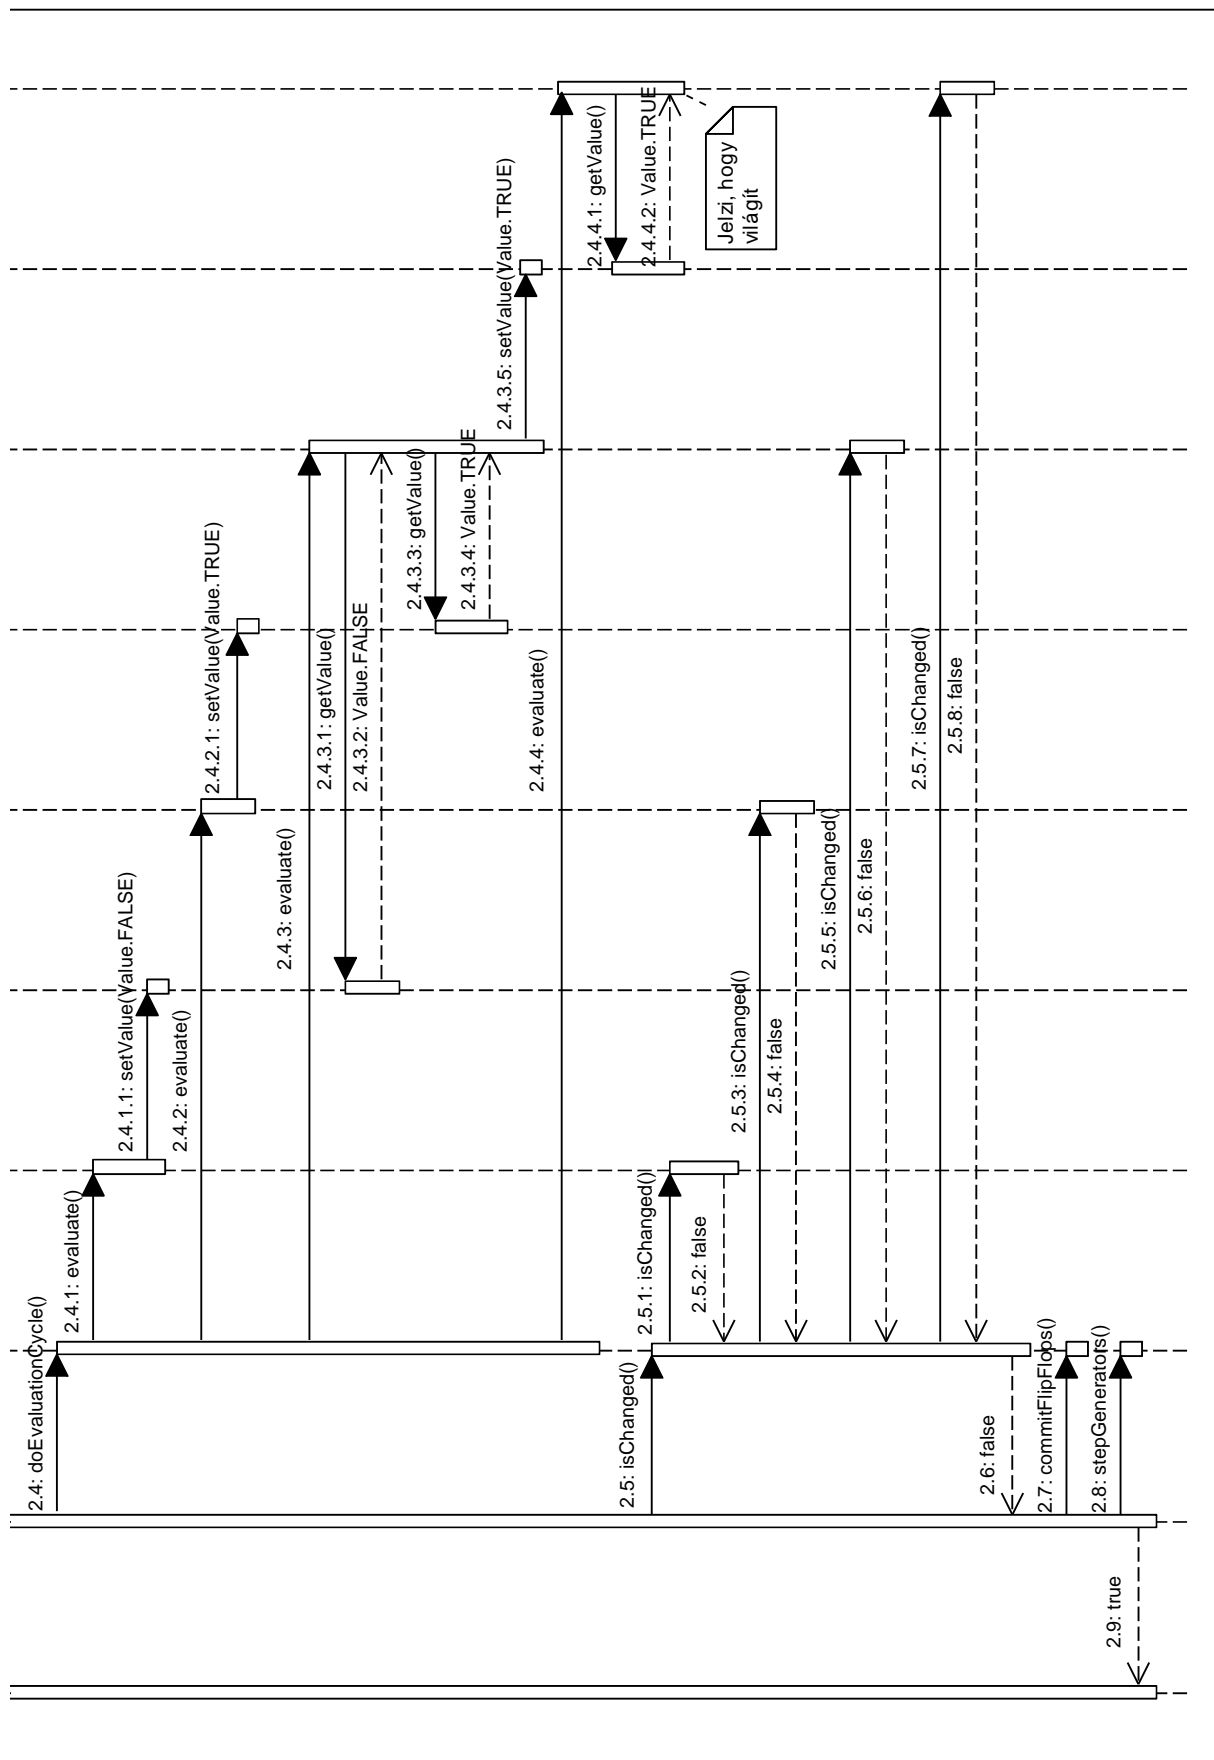 2.4: doEvaluationCycle()
2.4.1: evaluate()
2.4.1.1: setValue(Value.FALSE)
2.4.2: evaluate()
2.4.2.1: setValue(Value.TRUE)
2.4.3: evaluate()
2.4.3.1: getValue()
2.4.3.2: Value.FALSE
2.4.3.3: getValue()
2.4.3.4: Value.TRUE
2.4.3.5: setValue(Value.TRUE)
2.4.4: evaluate()
2.4.4.1: getValue()
2.4.4.2: Value.TRUE
Jelzi, hogy
világít
2.5: isChanged()
2.5.1: isChanged()
2.5.2: false
2.5.3: isChanged()
2.5.4: false
2.5.5: isChanged()
2.5.6: false
2.5.7: isChanged()
2.5.8: false
2.6: false
2.7: commitFlipFlops()
2.8: stepGenerators()
2.9: true